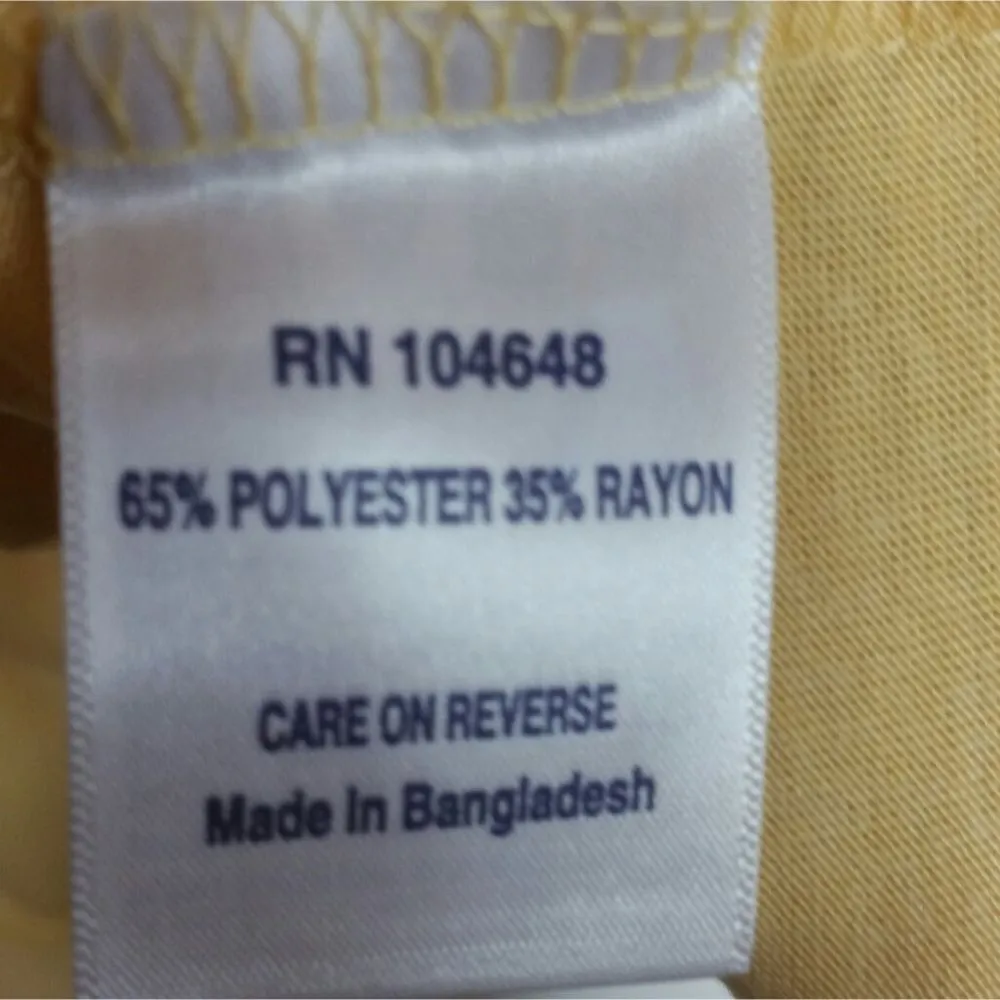 RN 104648
65% POLYESTER 35% RAYON
CARE ON REVERSE
Made in Bangladesh